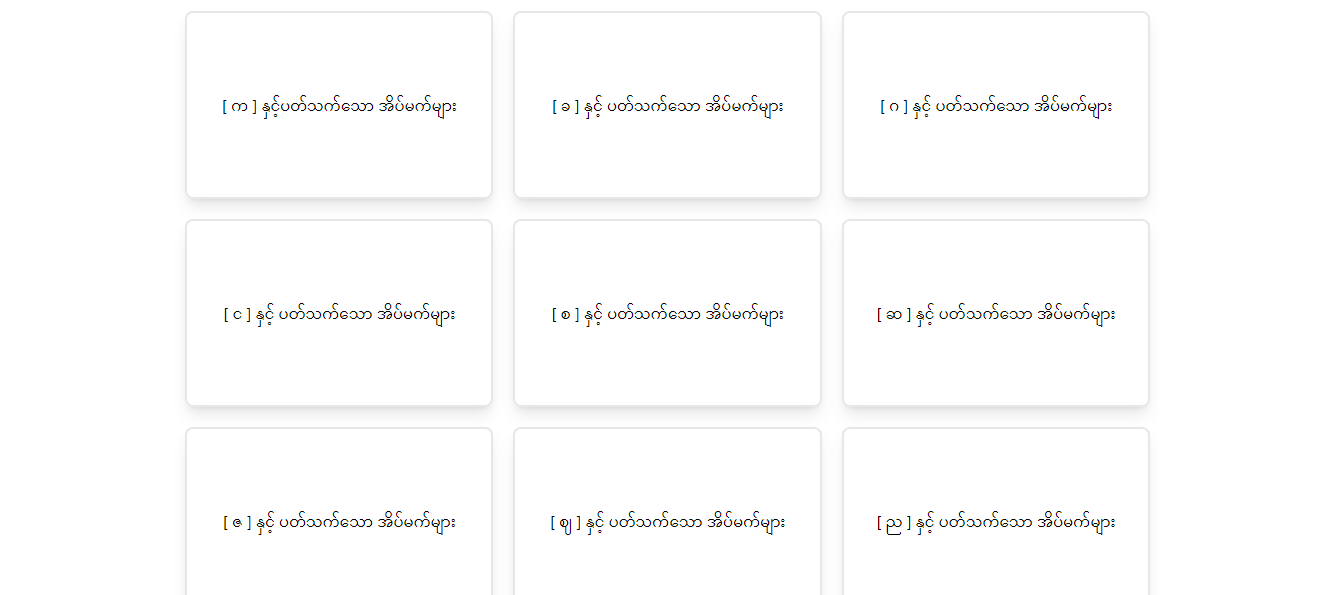 [ က ] နှင့်ပတ်သက်သော အိပ်မက်များ
[ ခ ] နှင့် ပတ်သက်သော အိပ်မက်များ
[ ဂ ] နှင့် ပတ်သက်သော အိပ်မက်များ
[ င ] နှင့် ပတ်သက်သော အိပ်မက်များ
[ စ ] နှင့် ပတ်သက်သော အိပ်မက်များ
[ ဆ ] နှင့် ပတ်သက်သော အိပ်မက်များ
[ ဇ ] နှင့် ပတ်သက်သော အိပ်မက်များ
[ ဈ ] နှင့် ပတ်သက်သော အိပ်မက်များ
[ ည ] နှင့် ပတ်သက်သော အိပ်မက်များ